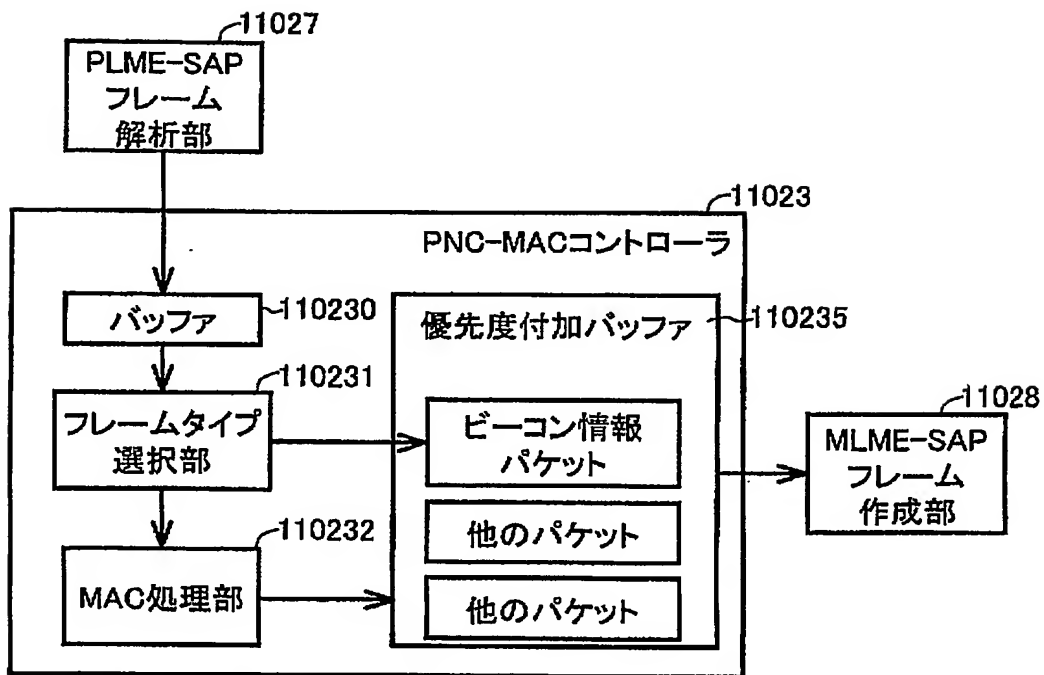 11027
PLME-SAP
フレーム
解析部
11023
PNC-MACコントローラ
バッファ
110230
優先度付加バッファ
110235
110231
フレームタイプ
選択部
ビーコン情報
パケット
11028
MLME-SAP
フレーム
作成部
110232
MAC処理部
他のパケット
他のパケット